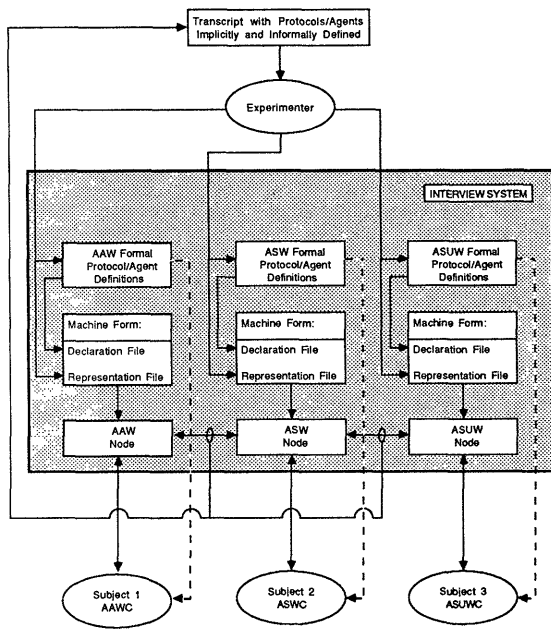 Transcript with Protocols/Agents
Implicitly and Informally Defined
Experimenter
INTERVIEW SYSTEM
AAW Formal
Protocol/Agent
Definitions
ASW Formal
Protocol/Agent
Definitions
ASUW Formal
Protocol/Agent
Definitions
Machine Form:
Declaration File
Representation File
Machine Form:
Declaration File
Representation File
Machine Form:
Declaration File
Representation File
AAW
Node
ASW
Node
ASUW
Node
Subject 1
AAWC
Subject 2
ASWC
Subject 3
ASUWC